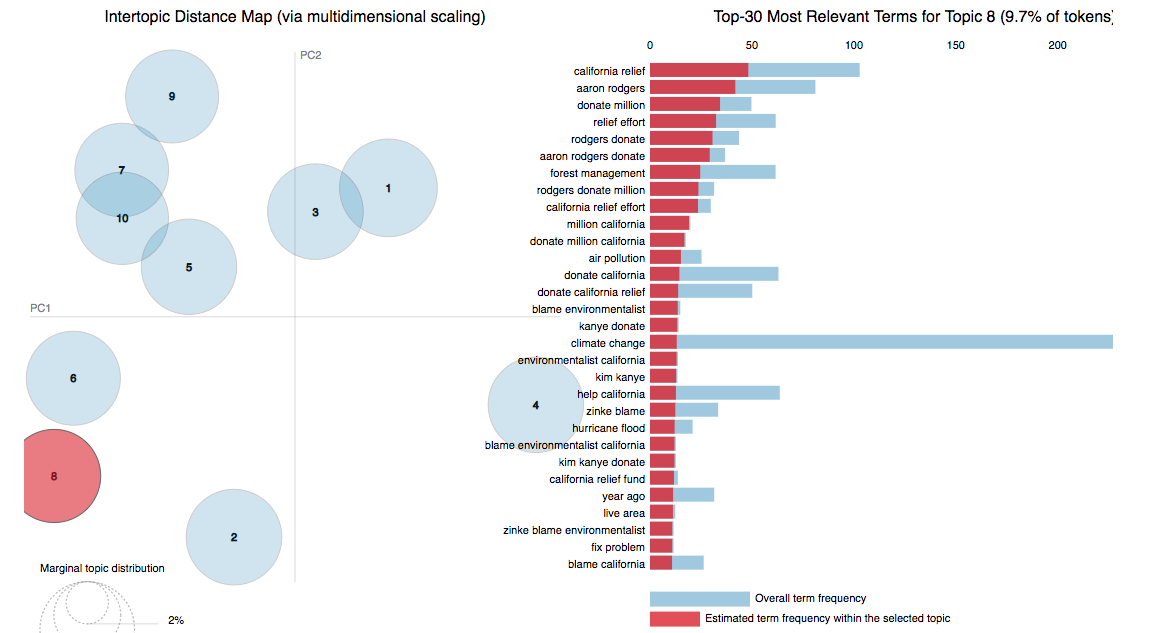 Intertopic Distance Map (via multidimensional scaling)
PC2
PC1
9
7
10
5
3
1
6
4
8
2
Marginal topic distribution
2%
Top-30 Most Relevant Terms for Topic 8 (9.7% of tokens)
0 50 100 150 200
california relief
aaron rodgers
donate million
relief effort
rodgers donate
aaron rodgers donate
forest management
rodgers donate million
california relief effort
million california
donate million california
air pollution
donate california
donate california relief
blame environmentalist
kanye donate
climate change
environmentalist california
kim kanye
help california
zinke blame
hurricane flood
blame environmentalist california
kim kanye donate
california relief fund
year ago
live area
zinke blame environmentalist
fix problem
blame california
Overall term frequency
Estimated term frequency within the selected topic